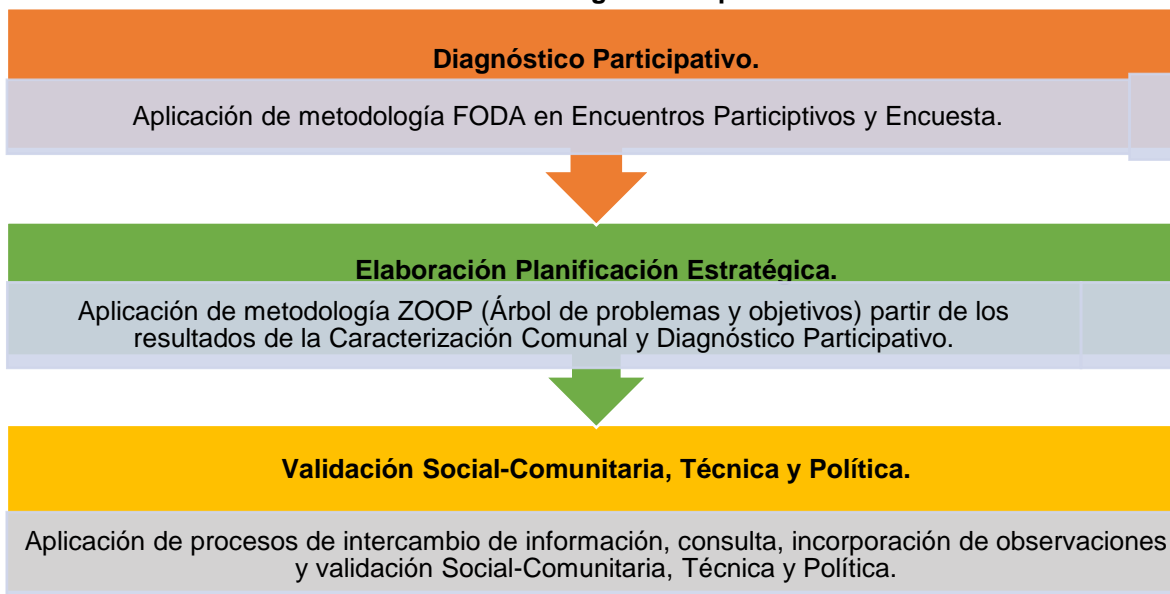 Diagnóstico Participativo.
Aplicación de metodología FODA en Encuentros Participtivos y Encuesta.
Elaboración Planificación Estratégica.
Aplicación de metodología ZOOP (Árbol de problemas y objetivos) partir de los
resultados de la Caracterización Comunal y Diagnóstico Participativo.
Validación Social-Comunitaria, Técnica y Política.
Aplicación de procesos de intercambio de información, consulta, incorporación de observaciones
y validación Social-Comunitaria, Técnica y Política.